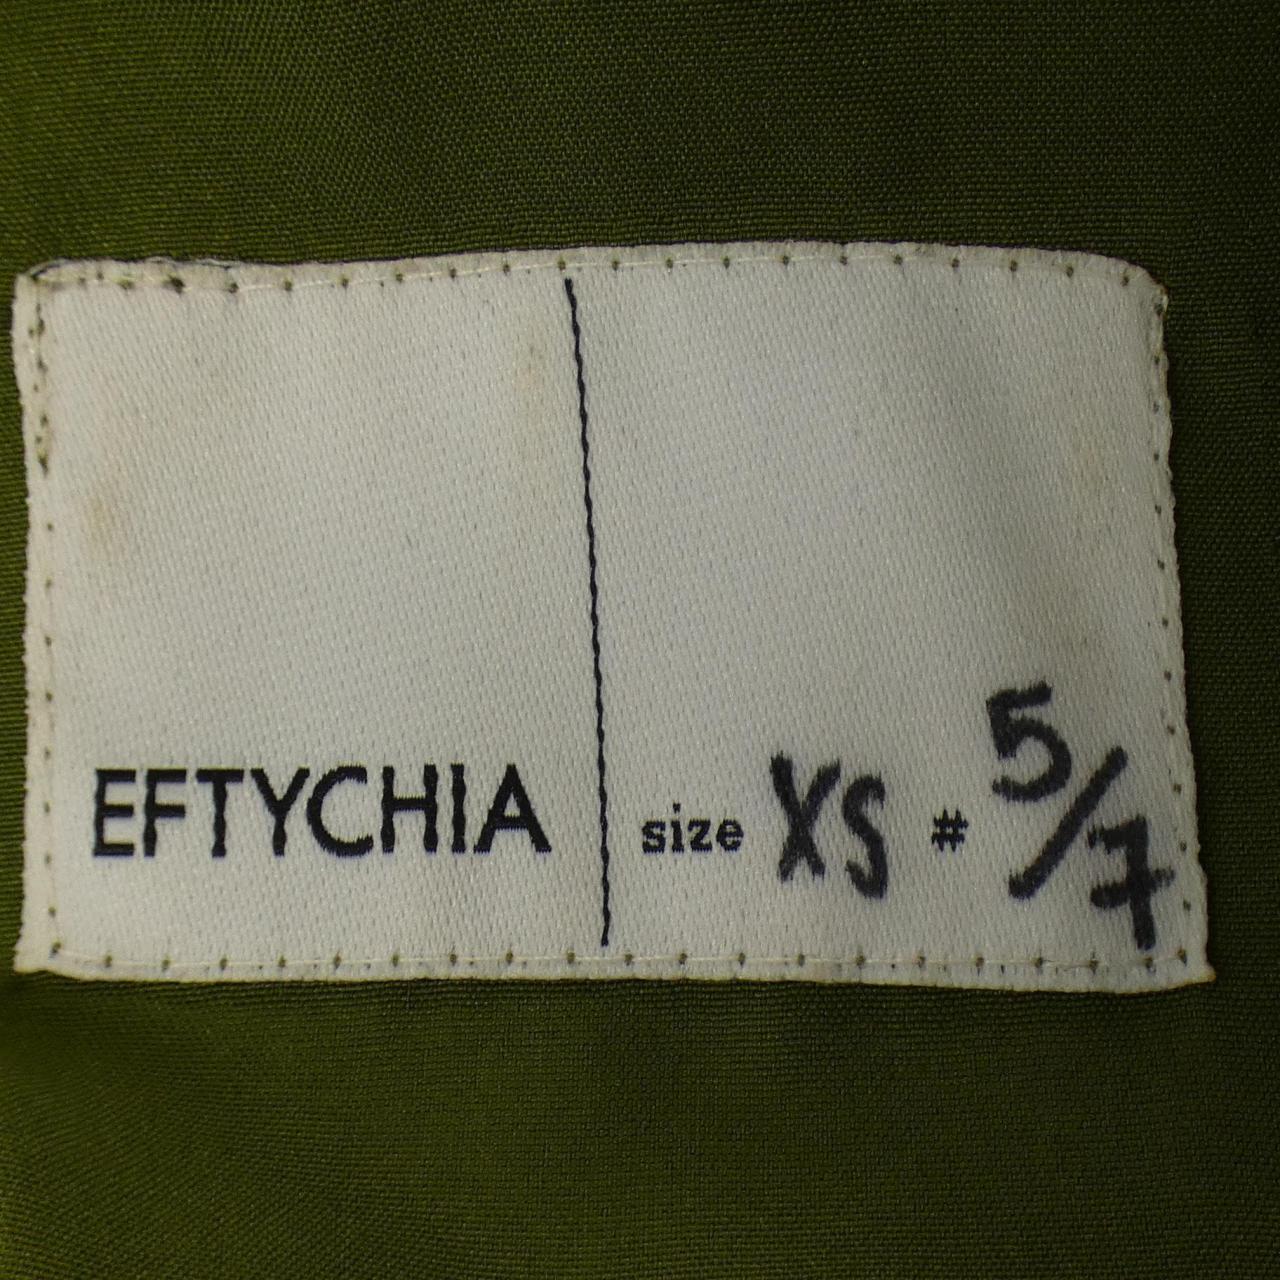 EFTYCHIA
size XS # 5/7